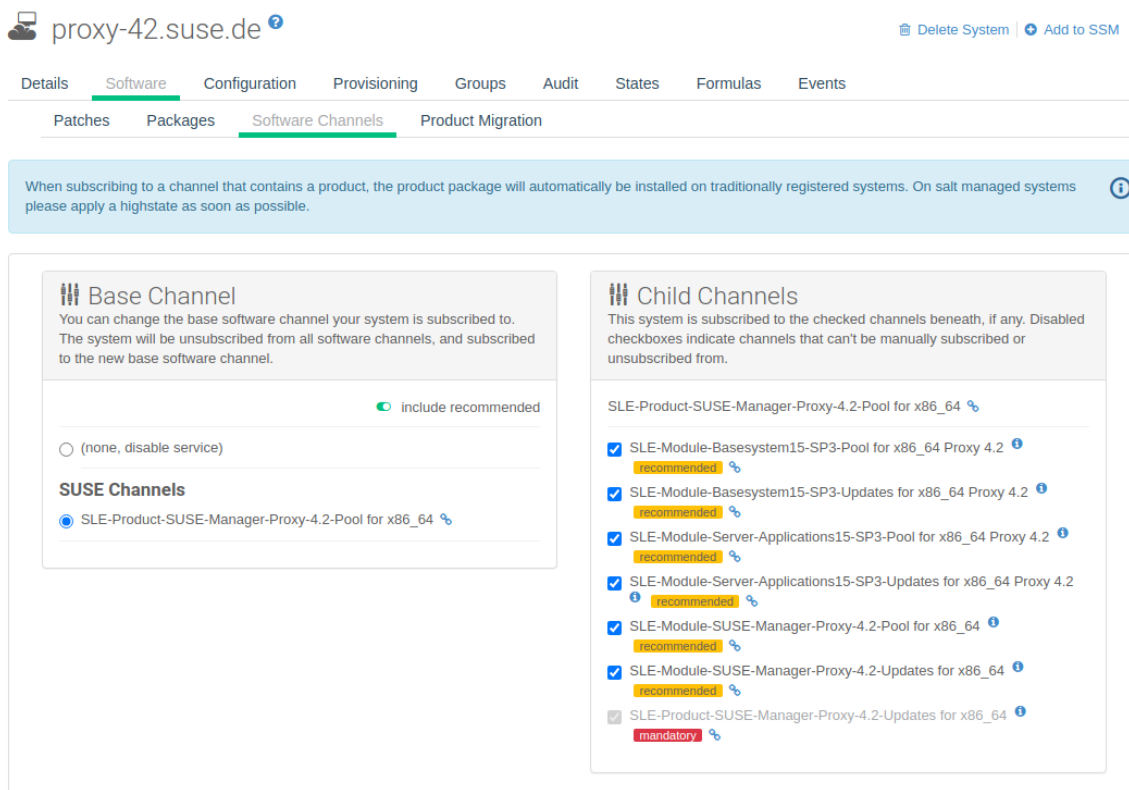 proxy-42.suse.de
Delete System | Add to SSM
Details Software Configuration Provisioning Groups Audit States Formulas Events
Patches Packages Software Channels Product Migration
When subscribing to a channel that contains a product, the product package will automatically be installed on traditionally registered systems. On salt managed systems
please apply a highstate as soon as possible.
Base Channel
You can change the base software channel your system is subscribed to.
The system will be unsubscribed from all software channels, and subscribed
to the new base software channel.
include recommended
(none, disable service)
SUSE Channels
SLE-Product-SUSE-Manager-Proxy-4.2-Pool for x86_64
Child Channels
This system is subscribed to the checked channels beneath, if any. Disabled
checkboxes indicate channels that can't be manually subscribed or
unsubscribed from.
SLE-Product-SUSE-Manager-Proxy-4.2-Pool for x86_64
SLE-Module-Basesystem15-SP3-Pool for x86_64 Proxy 4.2
recommended
SLE-Module-Basesystem15-SP3-Updates for x86_64 Proxy 4.2
recommended
SLE-Module-Server-Applications15-SP3-Pool for x86_64 Proxy 4.2
recommended
SLE-Module-Server-Applications15-SP3-Updates for x86_64 Proxy 4.2
recommended
SLE-Module-SUSE-Manager-Proxy-4.2-Pool for x86_64
recommended
SLE-Module-SUSE-Manager-Proxy-4.2-Updates for x86_64
recommended
SLE-Product-SUSE-Manager-Proxy-4.2-Updates for x86_64
mandatory